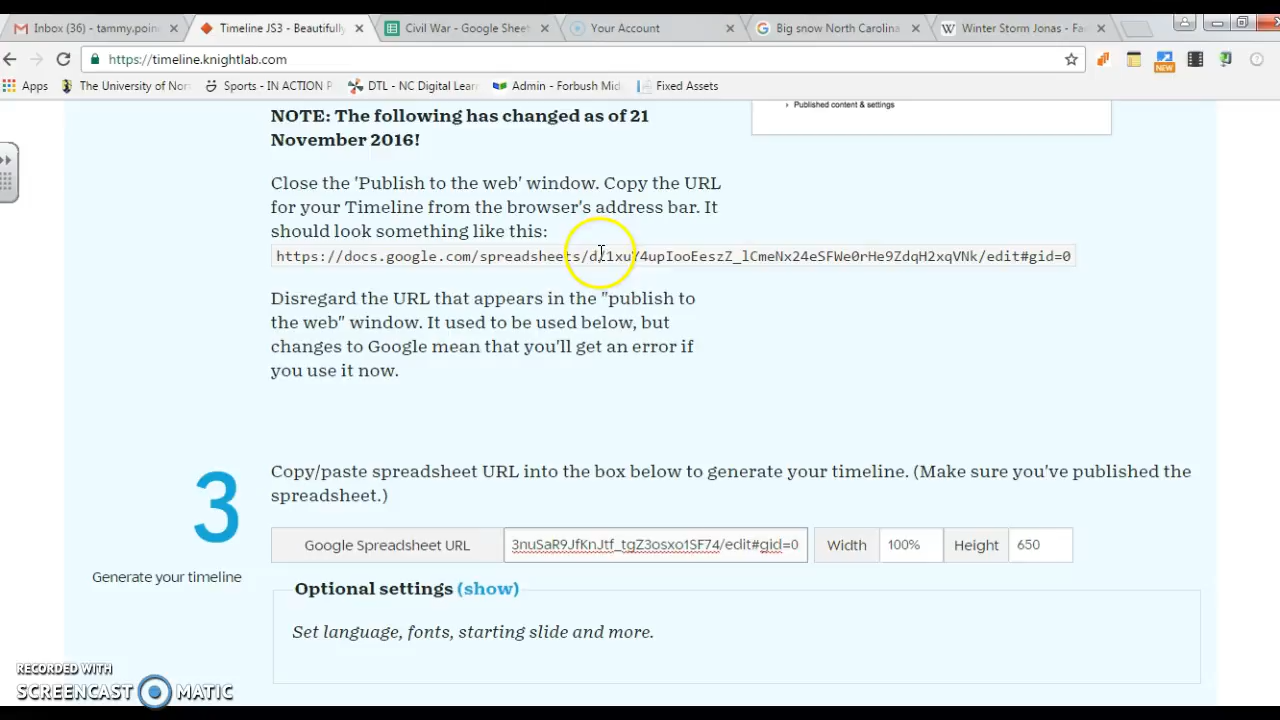 Inbox (36) - tammy.poin
Timeline JS3 - Beautifully
Civil War - Google Sheet
Your Account
Big snow North Carolina
Winter Storm Jonas - Fa
https://timeline.knightlab.com
NEW
Apps
The University of Nor
Sports - IN ACTION P
DTL - NC Digital Lear
Admin - Forbush Mid
Fixed Assets
› Published content & settings
NOTE: The following has changed as of 21
November 2016!
Close the 'Publish to the web' window. Copy the URL
for your Timeline from the browser's address bar. It
should look something like this:
https://docs.google.com/spreadsheets/d/1xuY4upIooEeszZ_lCmeNx24eSFWe0rHe9ZdqH2xqVNk/edit#gid=0
Disregard the URL that appears in the "publish to
the web" window. It used to be used below, but
changes to Google mean that you'll get an error if
you use it now.
3
Generate your timeline
Copy/paste spreadsheet URL into the box below to generate your timeline. (Make sure you've published the
spreadsheet.)
Google Spreadsheet URL
3nuSaR9JfKnJtf_tgZ3osxo1SF74/edit#gid=0
Width
100%
Height
650
Optional settings (show)
Set language, fonts, starting slide and more.
RECORDED WITH
SCREENCAST MATIC